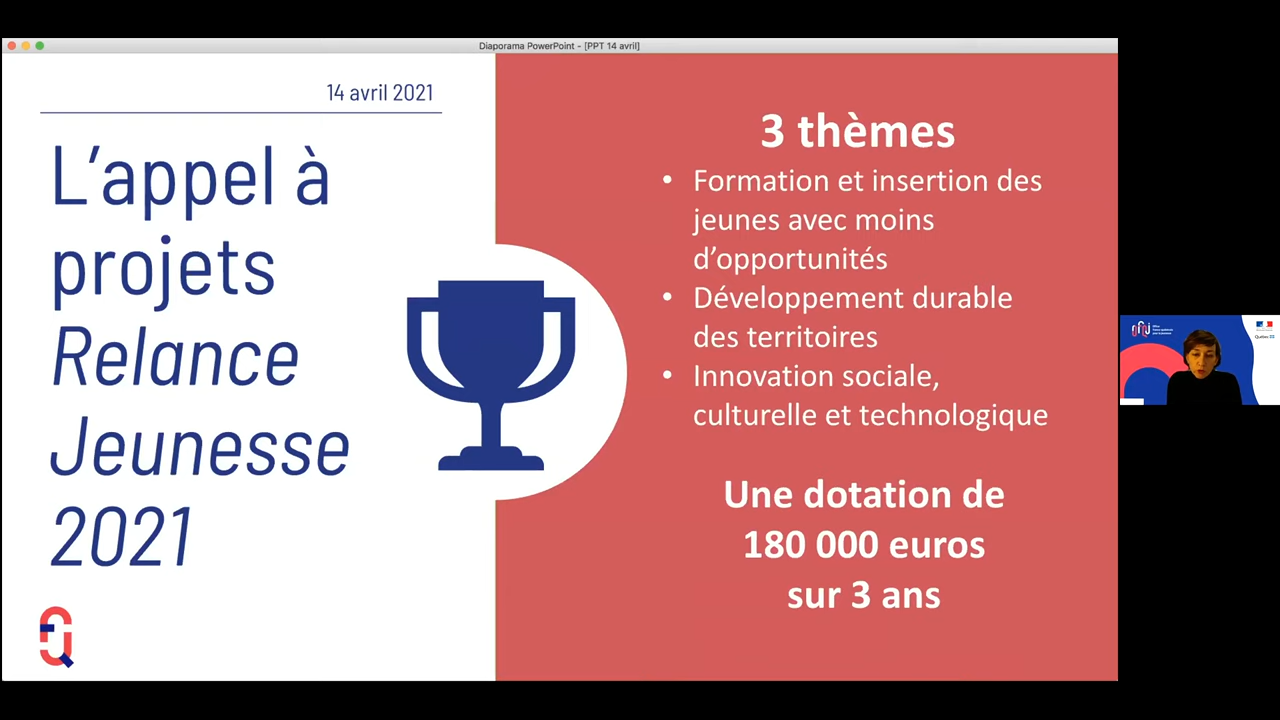 Diaporama PowerPoint - [PPT 14 avril]
14 avril 2021
L’appel à
projets
Relance
Jeunesse
2021
3 thèmes
• Formation et insertion des
jeunes avec moins
d’opportunités
• Développement durable
des territoires
• Innovation sociale,
culturelle et technologique
Une dotation de
180 000 euros
sur 3 ans